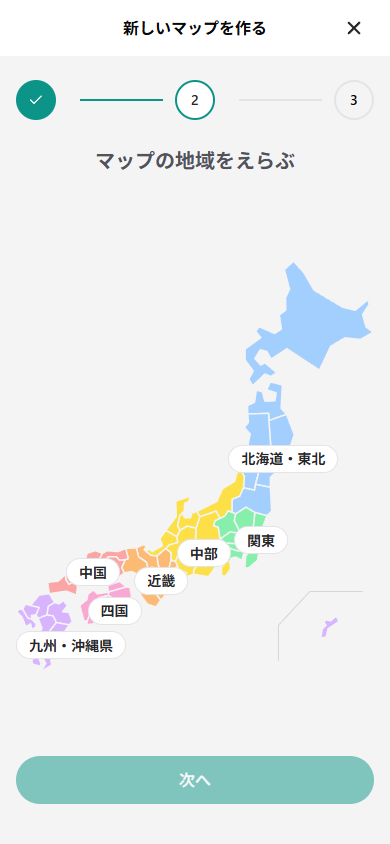 新しいマップを作る
2
3
マップの地域をえらぶ
北海道・東北
関東
中部
中国
近畿
四国
九州・沖縄県
次へ